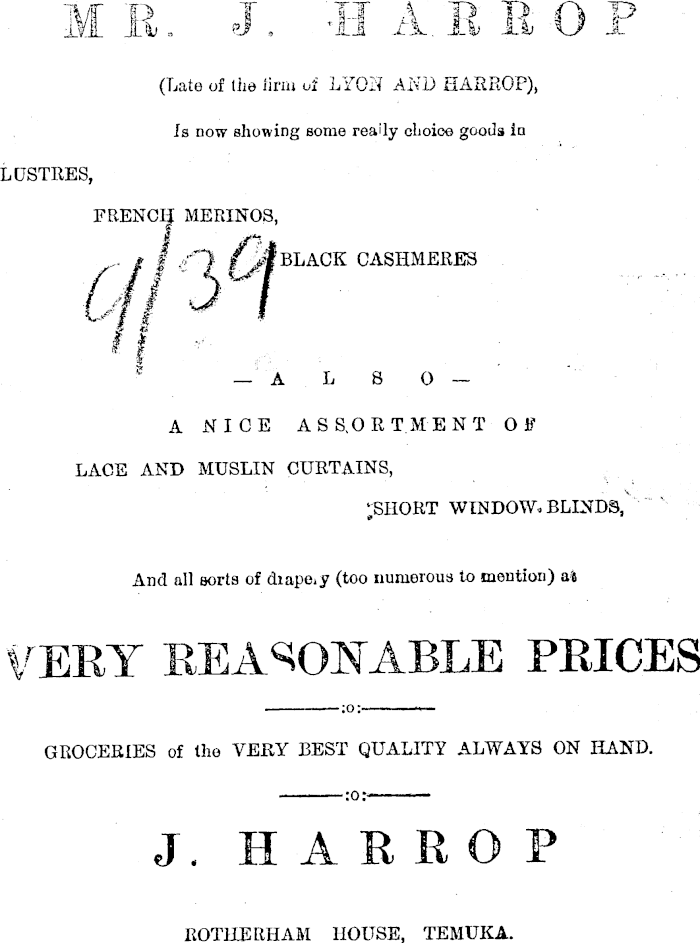 MR. J. HARROP
(Late of the firm of LYON AND HARROP),
Is now showing some really choice goods in
LUSTRES,
FRENCH MERINOS,
BLACK CASHMERES
9/39
— ALSO —
A NICE ASSORTMENT OF
LACE AND MUSLIN CURTAINS,
SHORT WINDOW BLINDS,
And all sorts of drapery (too numerous to mention) at
VERY REASONABLE PRICES
———:o:———
GROCERIES of the VERY BEST QUALITY ALWAYS ON HAND.
———:o:———
J. HARROP
ROTHERHAM HOUSE, TEMUKA.